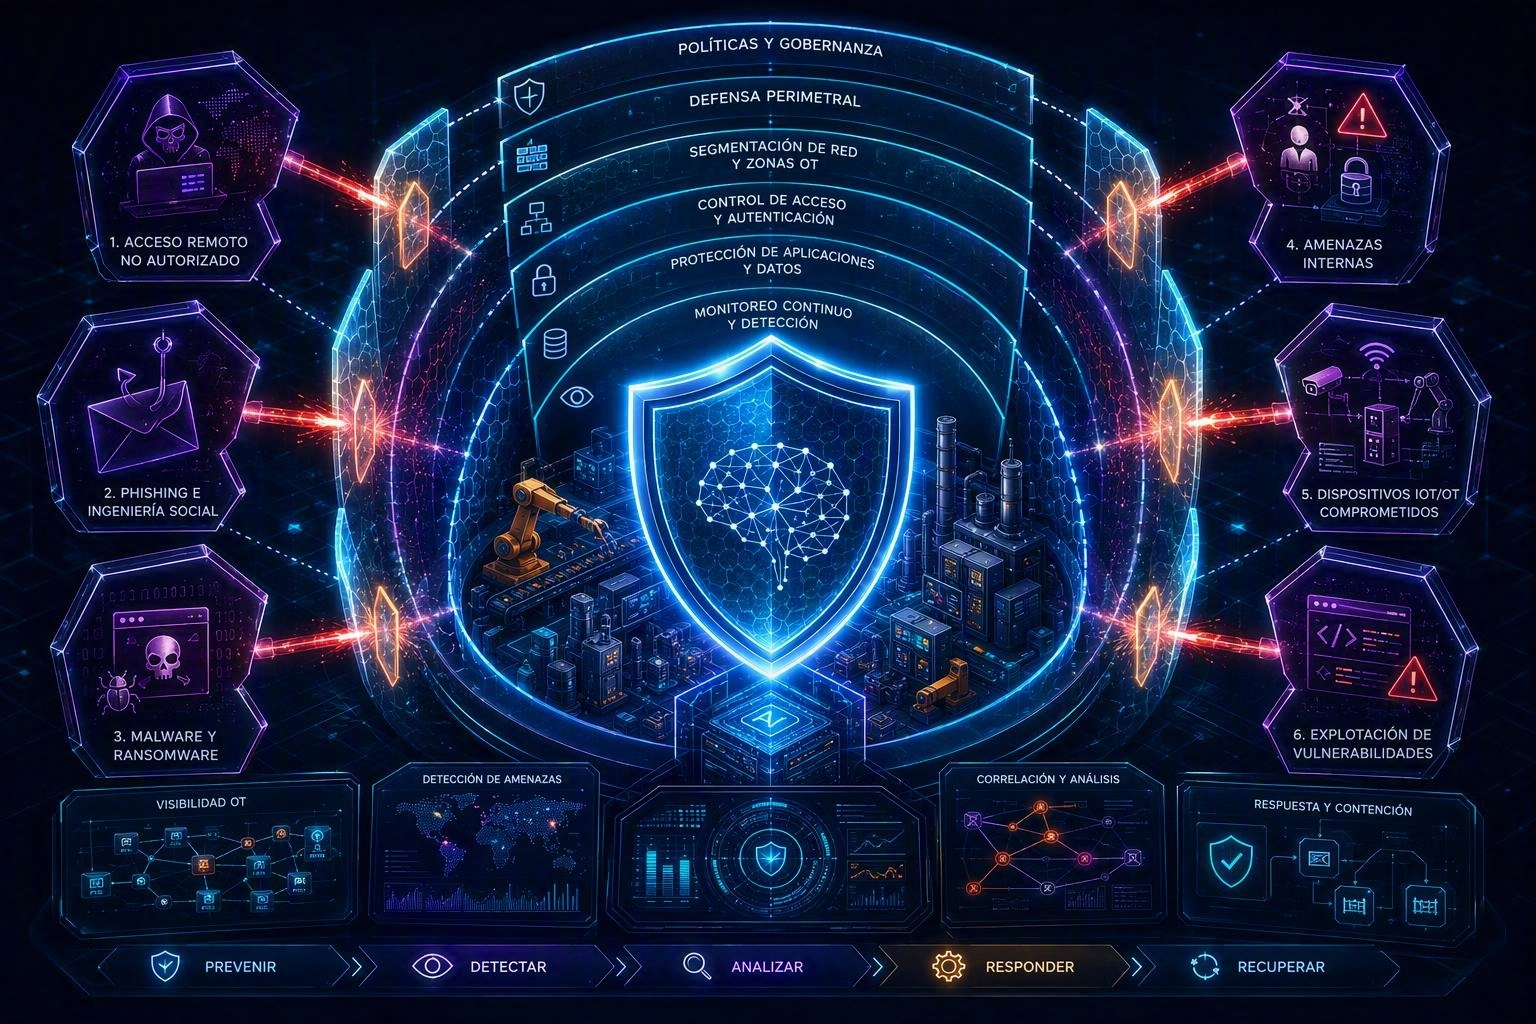 POLÍTICAS Y GOBERNANZA
DEFENSA PERIMETRAL
SEGMENTACIÓN DE RED
Y ZONAS OT
CONTROL DE ACCESO
Y AUTENTICACIÓN
PROTECCIÓN DE APLICACIONES
Y DATOS
MONITOREO CONTINUO
Y DETECCIÓN
1. ACCESO REMOTO
NO AUTORIZADO
2. PHISHING E
INGENIERÍA SOCIAL
3. MALWARE Y
RANSOMWARE
4. AMENAZAS
INTERNAS
5. DISPOSITIVOS IOT/OT
COMPROMETIDOS
6. EXPLOTACIÓN DE
VULNERABILIDADES
AI
VISIBILIDAD OT
DETECCIÓN DE AMENAZAS
CORRELACIÓN Y ANÁLISIS
RESPUESTA Y CONTENCIÓN
PREVENIR
DETECTAR
ANALIZAR
RESPONDER
RECUPERAR